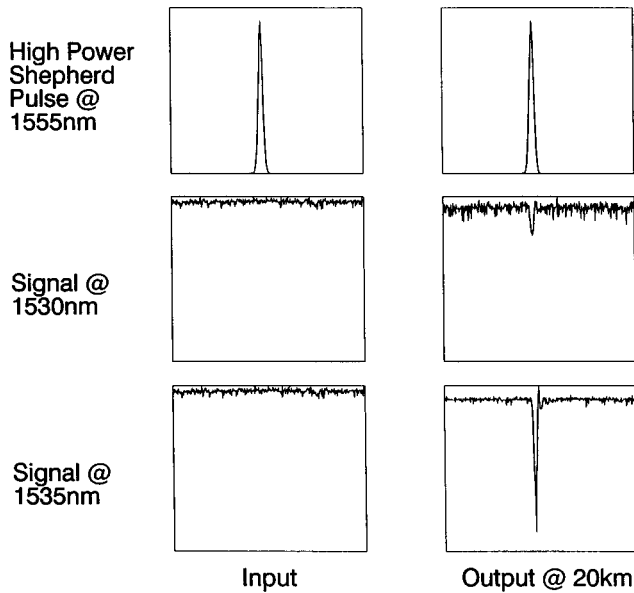 High Power
Shepherd
Pulse @
1555nm
Signal @
1530nm
Signal @
1535nm
Input
Output @ 20km